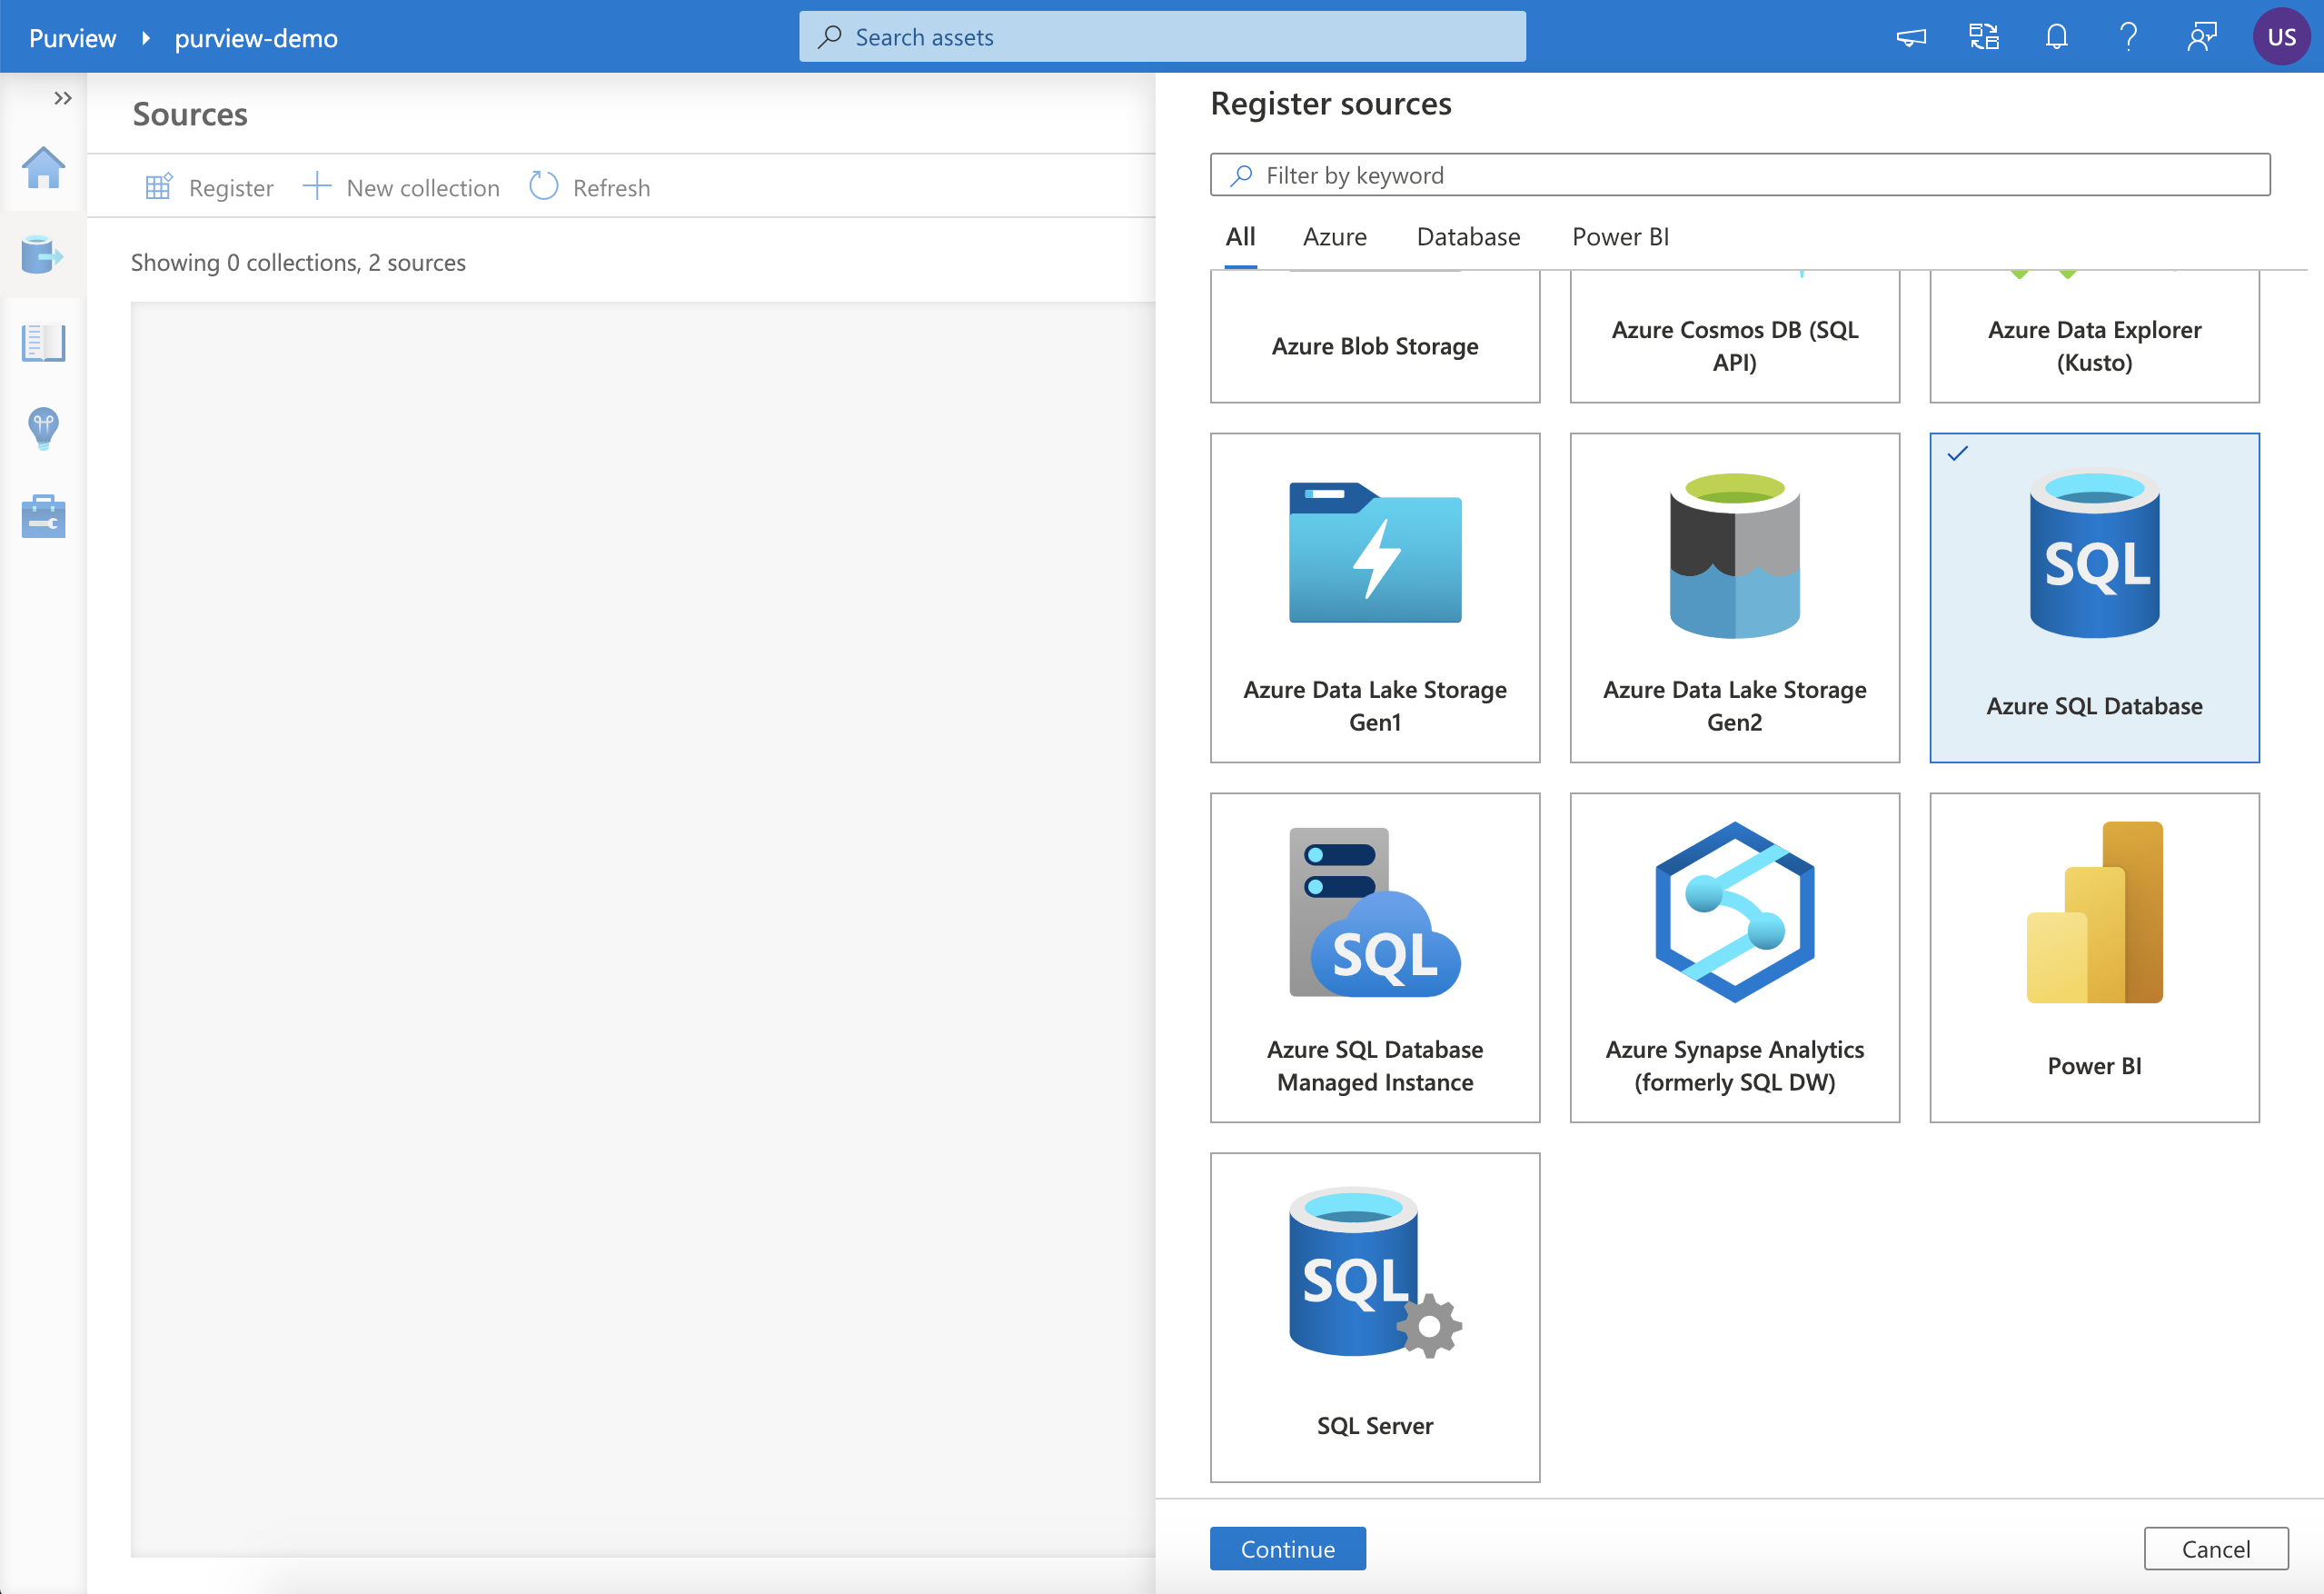 Purview
purview-demo
Search assets
US
Sources
Register
New collection
Refresh
Showing 0 collections, 2 sources
Register sources
Filter by keyword
All
Azure
Database
Power BI
Azure Blob Storage
Azure Cosmos DB (SQL
API)
Azure Data Explorer
(Kusto)
Azure Data Lake Storage
Gen1
Azure Data Lake Storage
Gen2
SQL
Azure SQL Database
SQL
Azure SQL Database
Managed Instance
Azure Synapse Analytics
(formerly SQL DW)
Power BI
SQL
SQL Server
Continue
Cancel